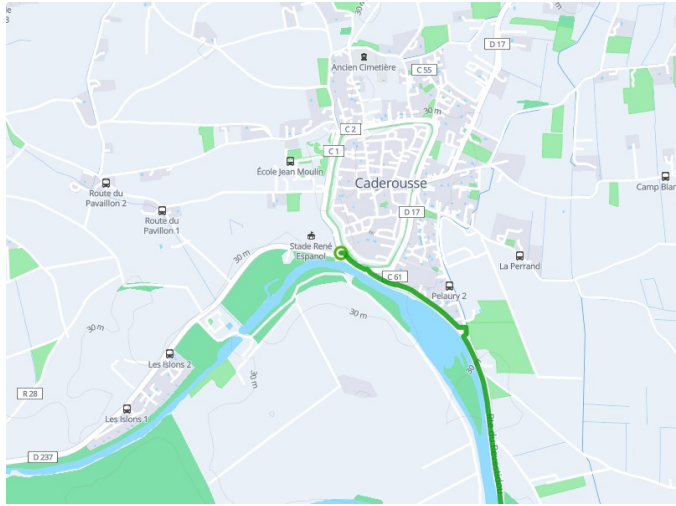 D 17
Ancien Cimetière
C 55
30 m
C 2
C 1
École Jean Moulin
Caderousse
Camp Blan
Route du
Pavaillon 2
D 17
Route du
Pavillon 1
Stade René
Espanol
30 m
La Perrand
C 61
Pelaury 2
30 m
30 m
Les Islons 2
30 m
R 28
Les Islons 1
D 237